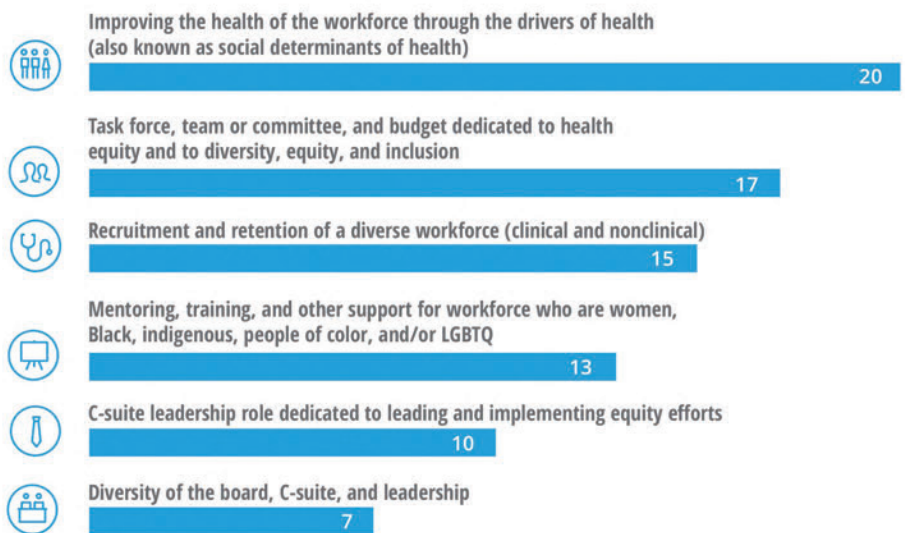 Improving the health of the workforce through the drivers of health
(also known as social determinants of health)
20
Task force, team or committee, and budget dedicated to health
equity and to diversity, equity, and inclusion
17
Recruitment and retention of a diverse workforce (clinical and nonclinical)
15
Mentoring, training, and other support for workforce who are women,
Black, indigenous, people of color, and/or LGBTQ
13
C-suite leadership role dedicated to leading and implementing equity efforts
10
Diversity of the board, C-suite, and leadership
7